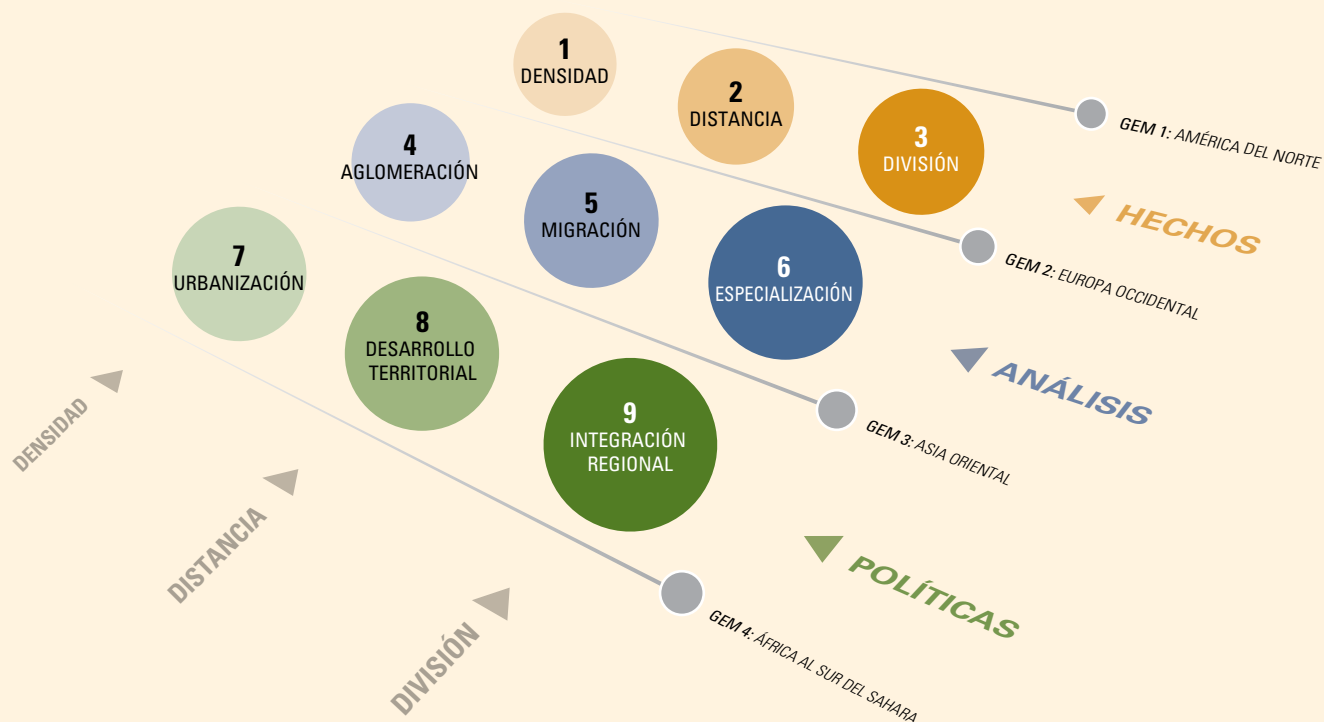 1
DENSIDAD
2
DISTANCIA
3
DIVISIÓN
GEM 1: AMÉRICA DEL NORTE
HECHOS
4
AGLOMERACIÓN
5
MIGRACIÓN
6
ESPECIALIZACIÓN
GEM 2: EUROPA OCCIDENTAL
ANÁLISIS
7
URBANIZACIÓN
8
DESARROLLO
TERRITORIAL
9
INTEGRACIÓN
REGIONAL
GEM 3: ASIA ORIENTAL
POLÍTICAS
GEM 4: ÁFRICA AL SUR DEL SAHARA
DENSIDAD
DISTANCIA
DIVISIÓN